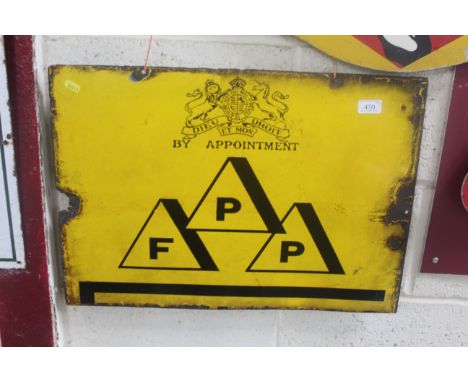 450
DIEU ET MON DROIT
BY APPOINTMENT
P
F P